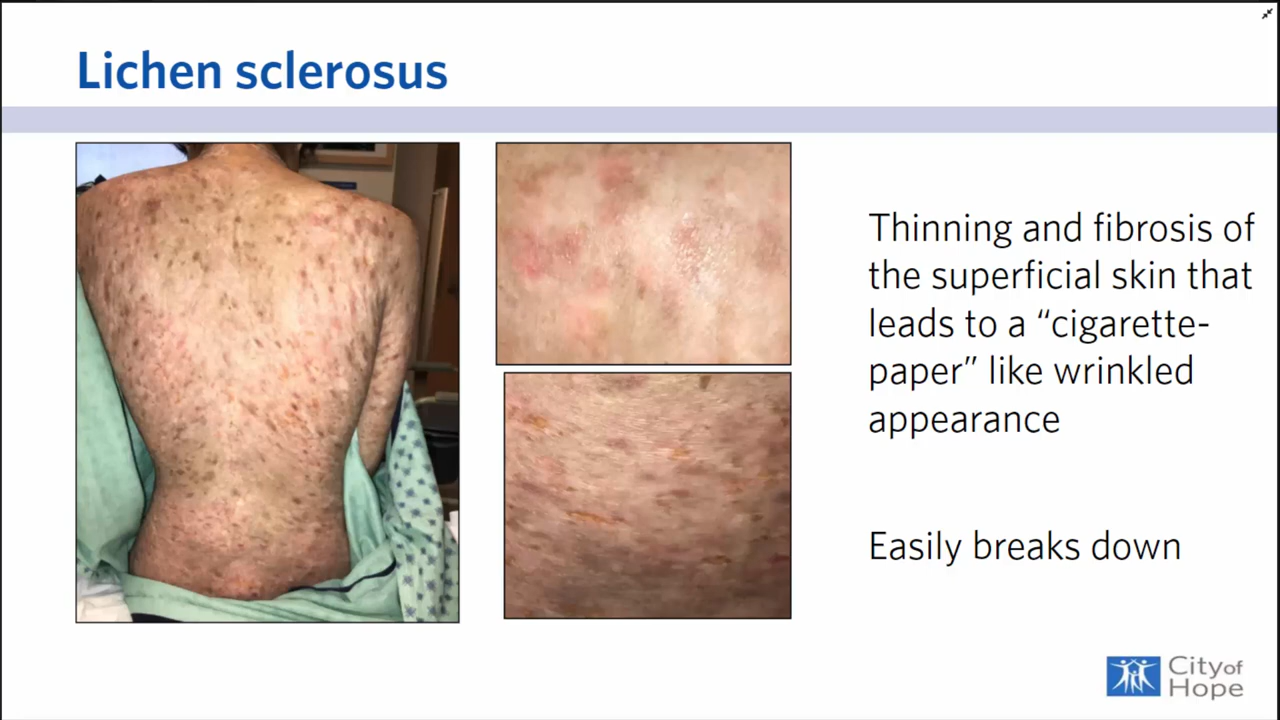 Lichen sclerosus
Thinning and fibrosis of
the superficial skin that
leads to a “cigarette-
paper” like wrinkled
appearance
Easily breaks down
City of
Hope